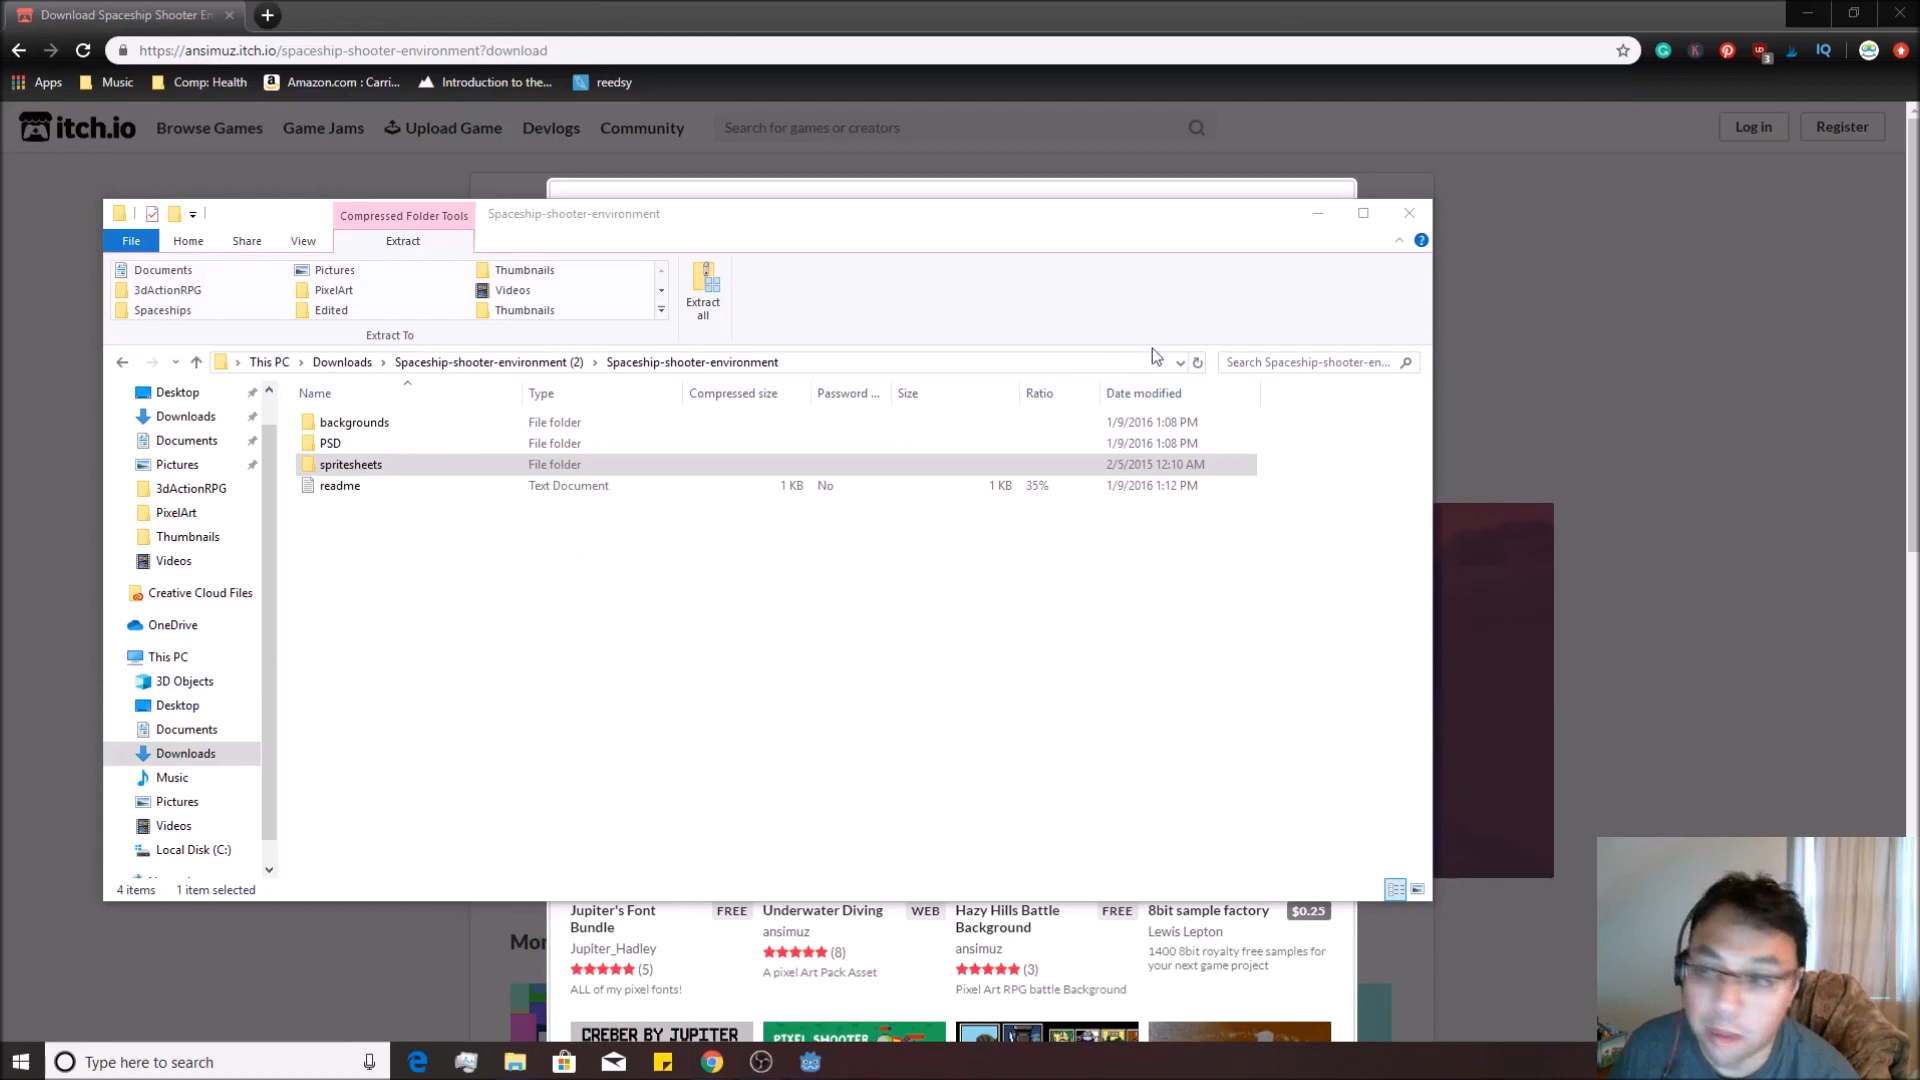 Download Spaceship Shooter En
https://ansimuz.itch.io/spaceship-shooter-environment?download
Apps Music Comp: Health Amazon.com : Carri... Introduction to the... reedsy
itch.io Browse Games Game Jams Upload Game Devlogs Community Search for games or creators Log in Register
Compressed Folder Tools Spaceship-shooter-environment
File Home Share View Extract
Documents Pictures Thumbnails
3dActionRPG PixelArt Videos
Spaceships Edited Thumbnails
Extract all
Extract To
This PC Downloads Spaceship-shooter-environment (2) Spaceship-shooter-environment Search Spaceship-shooter-en...
Name Type Compressed size Password ... Size Ratio Date modified
backgrounds File folder 1/9/2016 1:08 PM
PSD File folder 1/9/2016 1:08 PM
spritesheets File folder 2/5/2015 12:10 AM
readme Text Document 1 KB No 1 KB 35% 1/9/2016 1:12 PM
Desktop
Downloads
Documents
Pictures
3dActionRPG
PixelArt
Thumbnails
Videos
Creative Cloud Files
OneDrive
This PC
3D Objects
Desktop
Documents
Downloads
Music
Pictures
Videos
Local Disk (C:)
4 items 1 item selected
Mor
Jupiter's Font Bundle FREE
Jupiter_Hadley
(5)
ALL of my pixel fonts!
Underwater Diving WEB
ansimuz
(8)
A pixel Art Pack Asset
Hazy Hills Battle Background FREE
ansimuz
(3)
Pixel Art RPG battle Background
8bit sample factory $0.25
Lewis Lepton
1400 8bit royalty free samples for
your next game project
CREBER BY JUPITER
PIXEL SHOOTER
Type here to search